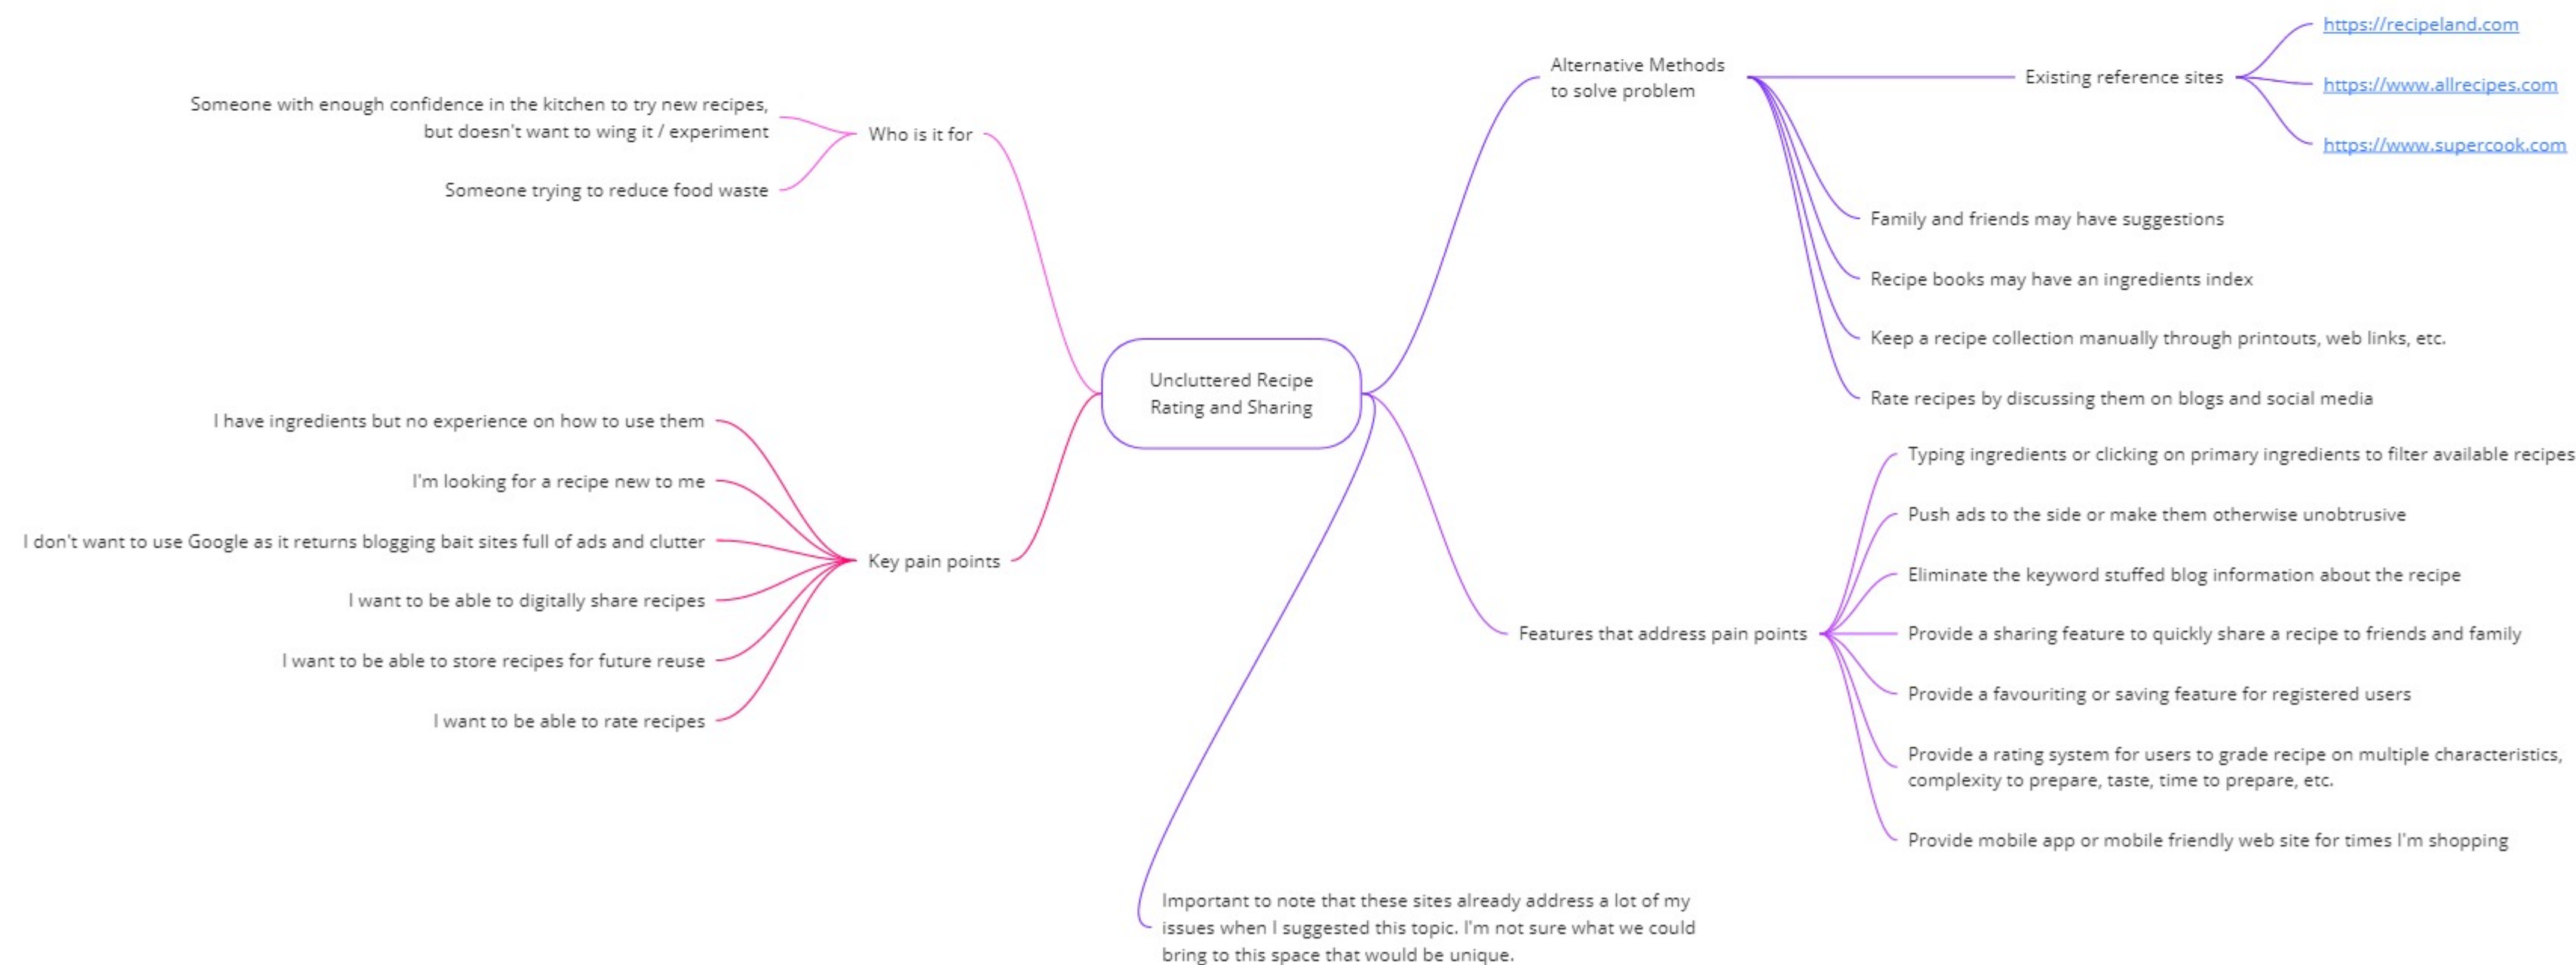 Uncluttered Recipe
Rating and Sharing
Who is it for
Someone with enough confidence in the kitchen to try new recipes,
but doesn't want to wing it / experiment
Someone trying to reduce food waste
Key pain points
I have ingredients but no experience on how to use them
I'm looking for a recipe new to me
I don't want to use Google as it returns blogging bait sites full of ads and clutter
I want to be able to digitally share recipes
I want to be able to store recipes for future reuse
I want to be able to rate recipes
Alternative Methods
to solve problem
Existing reference sites
https://recipeland.com
https://www.allrecipes.com
https://www.supercook.com
Family and friends may have suggestions
Recipe books may have an ingredients index
Keep a recipe collection manually through printouts, web links, etc.
Rate recipes by discussing them on blogs and social media
Features that address pain points
Typing ingredients or clicking on primary ingredients to filter available recipes
Push ads to the side or make them otherwise unobtrusive
Eliminate the keyword stuffed blog information about the recipe
Provide a sharing feature to quickly share a recipe to friends and family
Provide a favouriting or saving feature for registered users
Provide a rating system for users to grade recipe on multiple characteristics,
complexity to prepare, taste, time to prepare, etc.
Provide mobile app or mobile friendly web site for times I'm shopping
Important to note that these sites already address a lot of my
issues when I suggested this topic. I'm not sure what we could
bring to this space that would be unique.